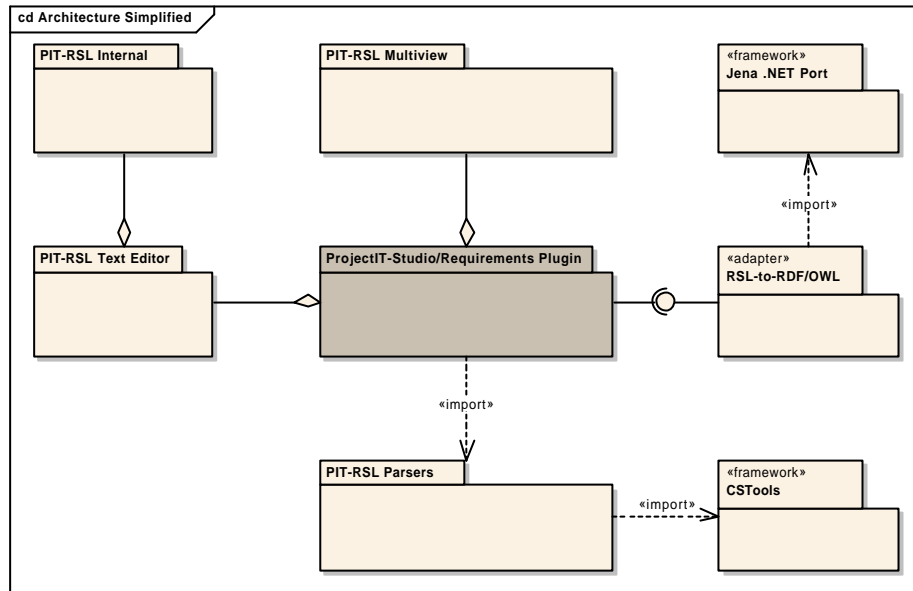 cd Architecture Simplified
PIT-RSL Internal
PIT-RSL Multiview
«framework»
Jena .NET Port
«import»
PIT-RSL Text Editor
ProjectIT-Studio/Requirements Plugin
«adapter»
RSL-to-RDF/OWL
«import»
PIT-RSL Parsers
«import»
«framework»
CSTools